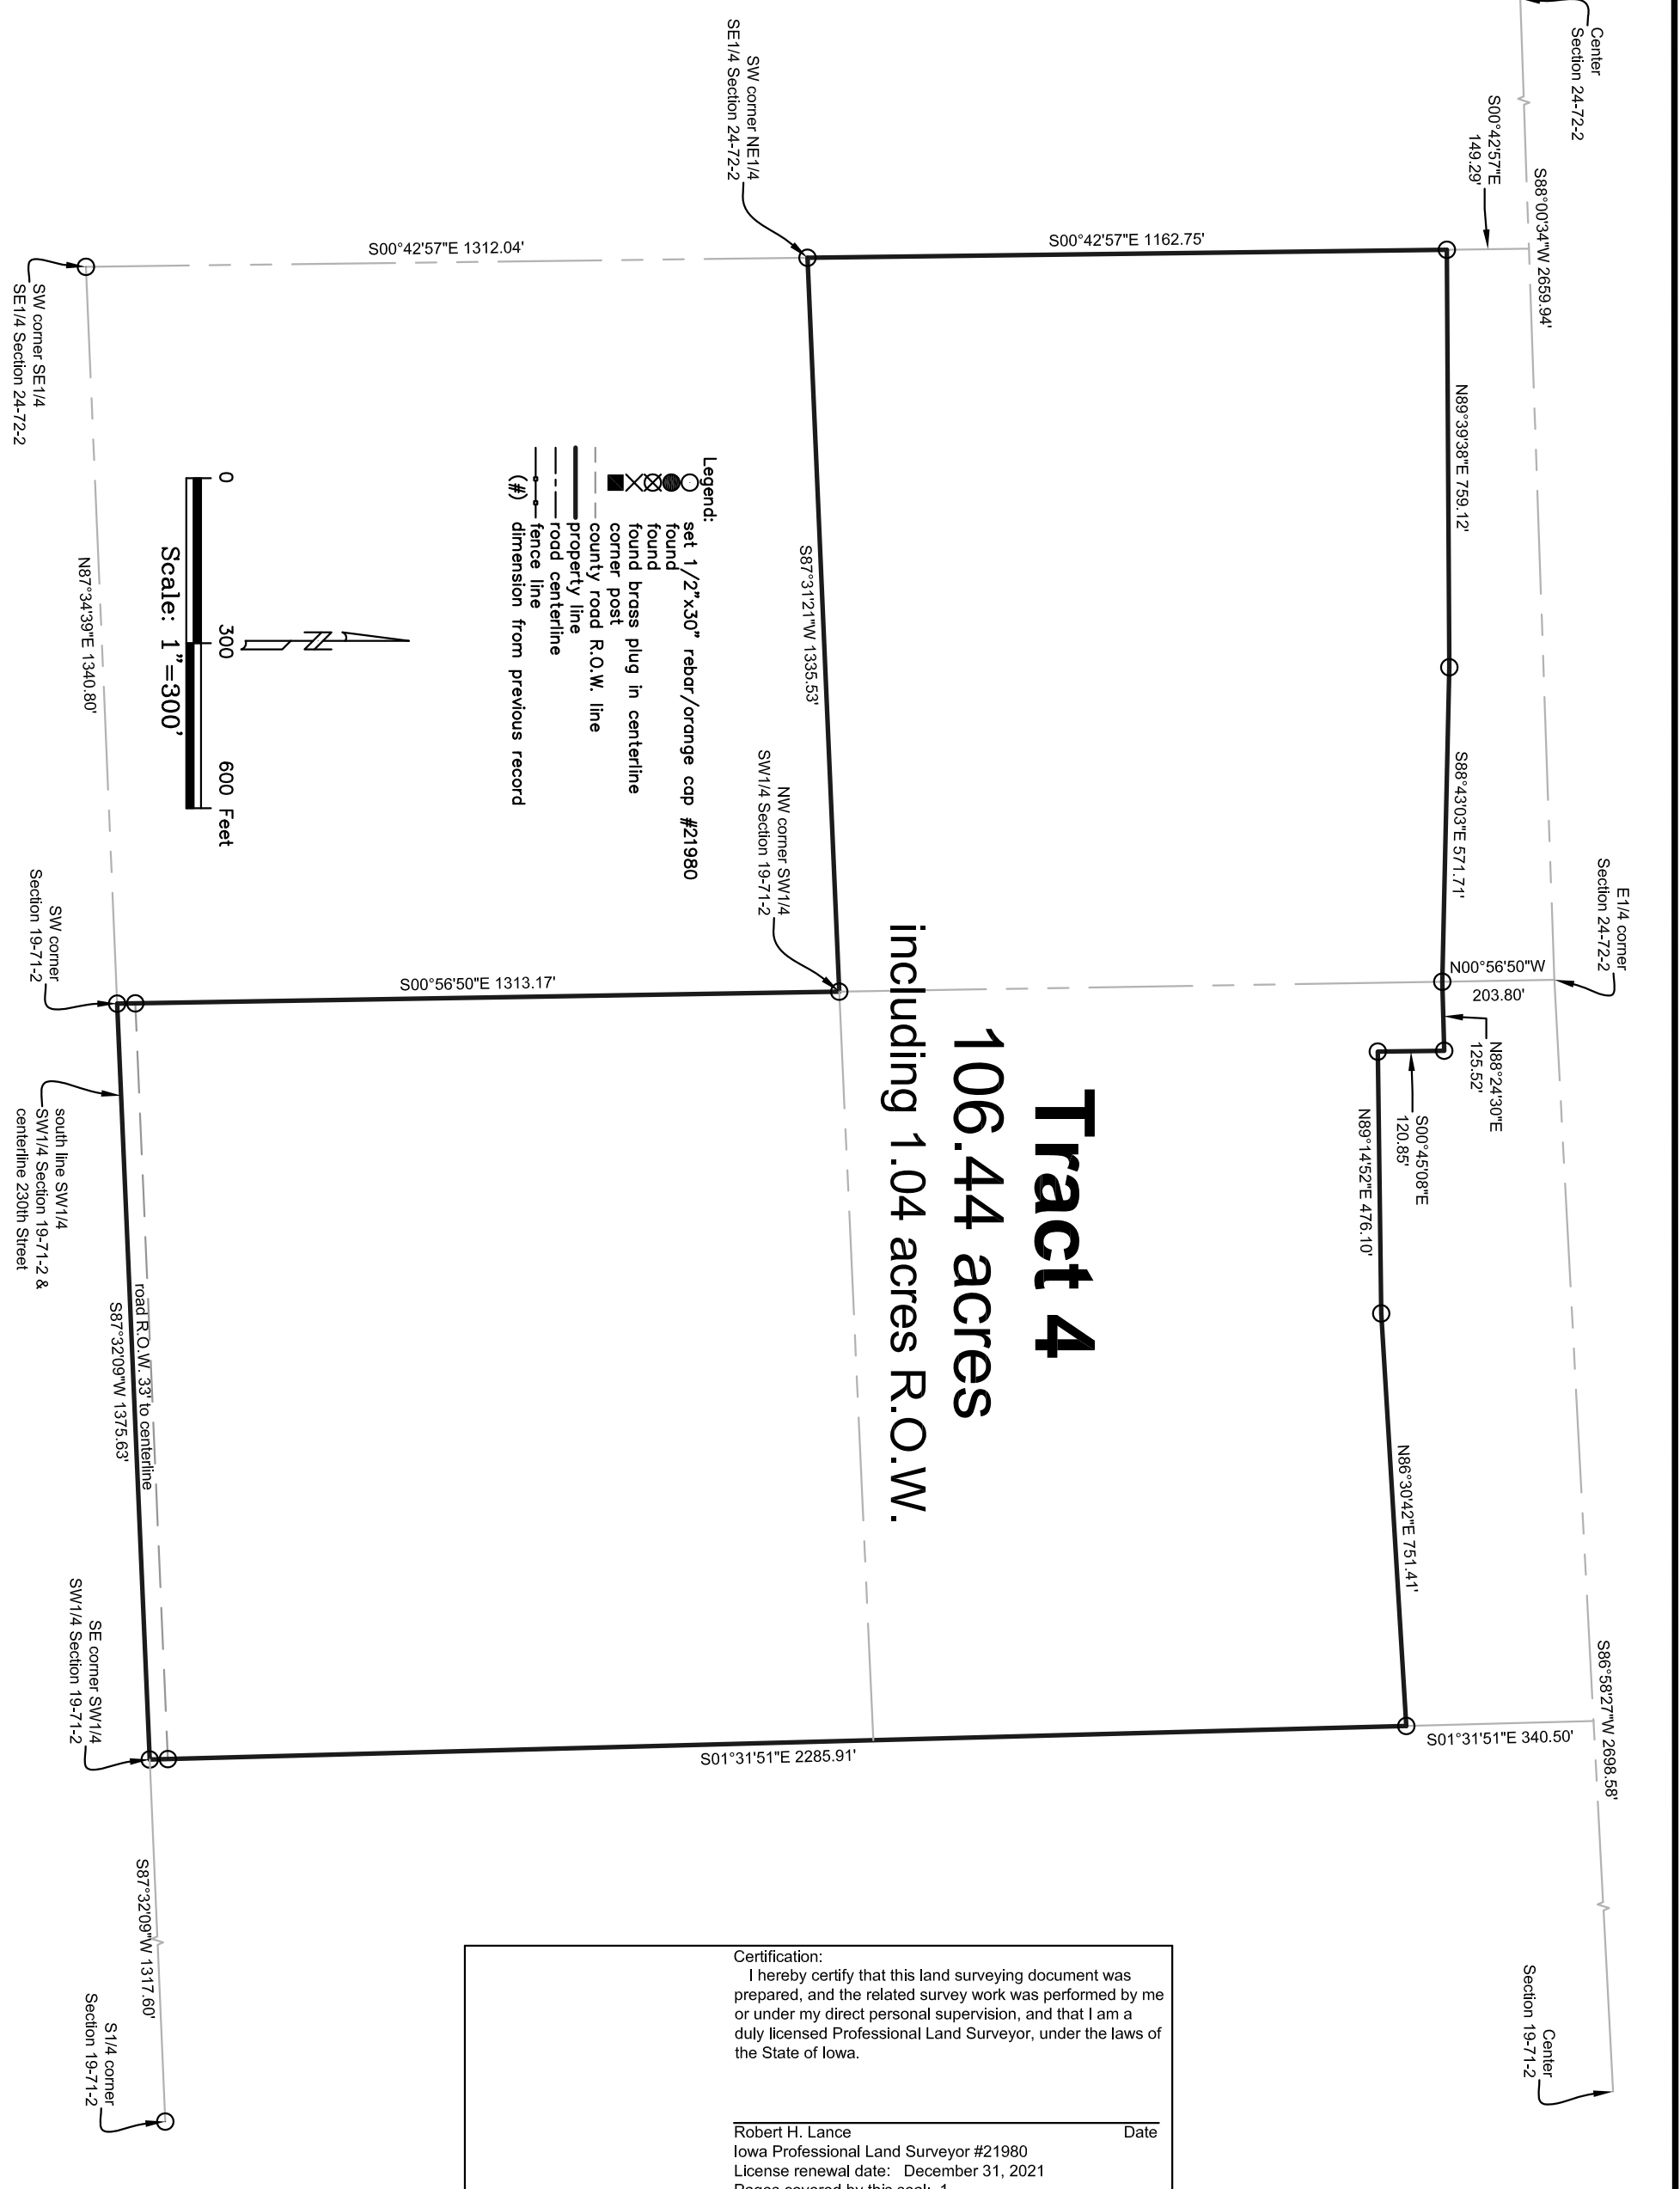 Center
Section 24-72-2
S00°42'57"E
149.29'
S88°00'34"W 2659.94'
E1/4 corner
Section 24-72-2
S86°58'27"W 2698.58'
Center
Section 19-71-2
N89°39'38"E 759.12'
S88°43'03"E 571.71'
N00°56'50"W
203.80'
N88°24'30"E
125.52'
S00°45'08"E
120.85'
N89°14'52"E 476.10'
N86°30'42"E 751.41'
S01°31'51"E 340.50'
S00°42'57"E 1162.75'
Tract 4
106.44 acres
including 1.04 acres R.O.W.
SW corner NE1/4
SE1/4 Section 24-72-2
S87°31'21"W 1335.53'
NW corner SW1/4
SW1/4 Section 19-71-2
S01°31'51"E 2285.91'
S00°42'57"E 1312.04'
S00°56'50"E 1313.17'
Legend:
set 1/2"x30" rebar/orange cap #21980
found
found
found brass plug in centerline
corner post
county road R.O.W. line
property line
road centerline
fence line
(#) dimension from previous record
0 300 600 Feet
Scale: 1"=300'
SW corner SE1/4
SE1/4 Section 24-72-2
N87°34'39"E 1340.80'
SW corner
Section 19-71-2
south line SW1/4
SW1/4 Section 19-71-2 &
centerline 230th Street
road R.O.W. 33' to centerline
S87°32'09"W 1375.63'
SE corner SW1/4
SW1/4 Section 19-71-2
S87°32'09"W 1317.60'
S1/4 corner
Section 19-71-2
Certification:
I hereby certify that this land surveying document was
prepared, and the related survey work was performed by me
or under my direct personal supervision, and that I am a
duly licensed Professional Land Surveyor, under the laws of
the State of Iowa.
Robert H. Lance Date
Iowa Professional Land Surveyor #21980
License renewal date: December 31, 2021
Pages covered by this seal: 1